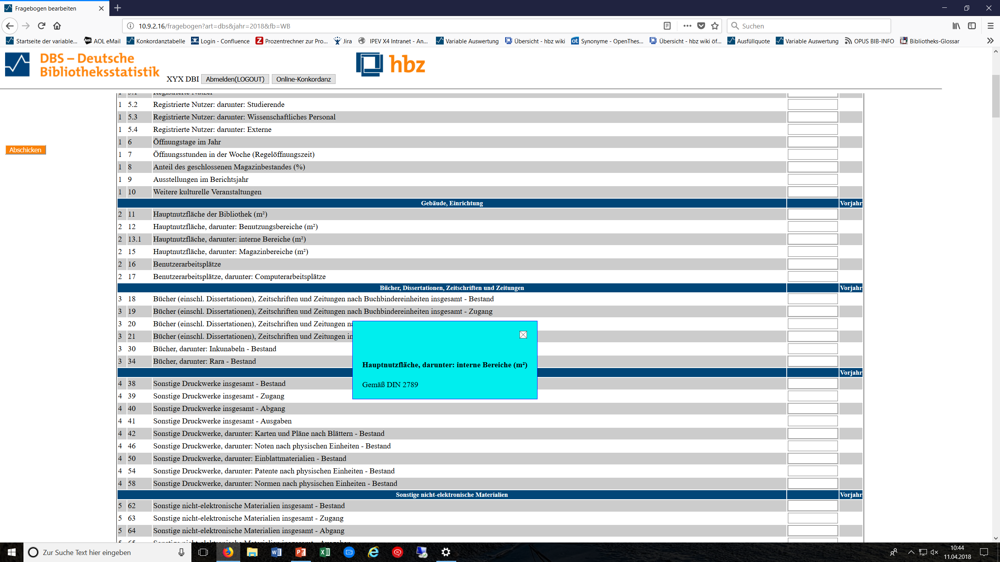 Fragebogen bearbeiten
10.9.2.16/fragebogen?art=dbs&jahr=2018&fb=WB
Suchen
Startseite der variable... AOL eMail Konkordanztabelle Login - Confluence Prozentrechner zur Pro... Jira IPEV X4 Intranet - An... Variable Auswertung Übersicht - hbz wiki Synonyme - OpenThes... Übersicht - hbz wiki öf... Ausfüllquote Variable Auswertung OPUS BIB-INFO Bibliotheks-Glossar
DBS – Deutsche
Bibliotheksstatistik
hbz
XYX DBI Abmelden(LOGOUT) Online-Konkordanz
1 5.2 Registrierte Nutzer: darunter: Studierende
1 5.3 Registrierte Nutzer: darunter: Wissenschaftliches Personal
1 5.4 Registrierte Nutzer: darunter: Externe
1 6 Öffnungstage im Jahr
Abschicken
1 7 Öffnungsstunden in der Woche (Regelöffnungszeit)
1 8 Anteil des geschlossenen Magazinbestandes (%)
1 9 Ausstellungen im Berichtsjahr
1 10 Weitere kulturelle Veranstaltungen
Gebäude, Einrichtung Vorjahr
2 11 Hauptnutzfläche der Bibliothek (m²)
2 12 Hauptnutzfläche, darunter: Benutzungsbereiche (m²)
2 13.1 Hauptnutzfläche, darunter: interne Bereiche (m²)
2 15 Hauptnutzfläche, darunter: Magazinbereiche (m²)
2 16 Benutzerarbeitsplätze
2 17 Benutzerarbeitsplätze, darunter: Computerarbeitsplätze
Bücher, Dissertationen, Zeitschriften und Zeitungen Vorjahr
3 18 Bücher (einschl. Dissertationen), Zeitschriften und Zeitungen nach Buchbindereinheiten insgesamt - Bestand
3 19 Bücher (einschl. Dissertationen), Zeitschriften und Zeitungen nach Buchbindereinheiten insgesamt - Zugang
3 20 Bücher (einschl. Dissertationen), Zeitschriften und Zeitungen na
3 21 Bücher (einschl. Dissertationen), Zeitschriften und Zeitungen in
3 30 Bücher, darunter: Inkunabeln - Bestand
3 34 Bücher, darunter: Rara - Bestand
Hauptnutzfläche, darunter: interne Bereiche (m²)
Gemäß DIN 2789
Vorjahr
4 38 Sonstige Druckwerke insgesamt - Bestand
4 39 Sonstige Druckwerke insgesamt - Zugang
4 40 Sonstige Druckwerke insgesamt - Abgang
4 41 Sonstige Druckwerke insgesamt - Ausgaben
4 42 Sonstige Druckwerke, darunter: Karten und Pläne nach Blättern - Bestand
4 46 Sonstige Druckwerke, darunter: Noten nach physischen Einheiten - Bestand
4 50 Sonstige Druckwerke, darunter: Einblattmaterialien - Bestand
4 54 Sonstige Druckwerke, darunter: Patente nach physischen Einheiten - Bestand
4 58 Sonstige Druckwerke, darunter: Normen nach physischen Einheiten - Bestand
Sonstige nicht-elektronische Materialien Vorjahr
5 62 Sonstige nicht-elektronische Materialien insgesamt - Bestand
5 63 Sonstige nicht-elektronische Materialien insgesamt - Zugang
5 64 Sonstige nicht-elektronische Materialien insgesamt - Abgang
Zur Suche Text hier eingeben
10:44
11.04.2018